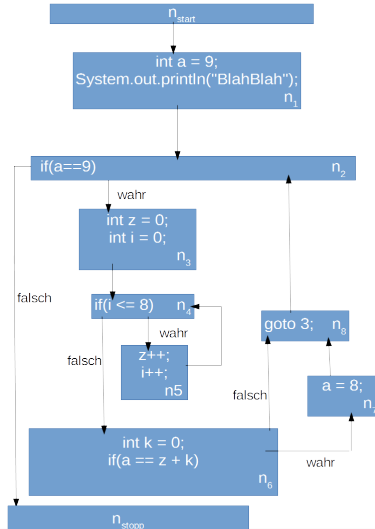 nstart
int a = 9;
System.out.println("BlahBlah");
n1
if(a==9) n2
wahr
int z = 0;
int i = 0;
n3
falsch
if(i <= 8) n4
wahr
goto 3; n8
falsch
z++;
i++;
n5
a = 8;
falsch
int k = 0;
if(a == z + k)
wahr
n6
nstopp